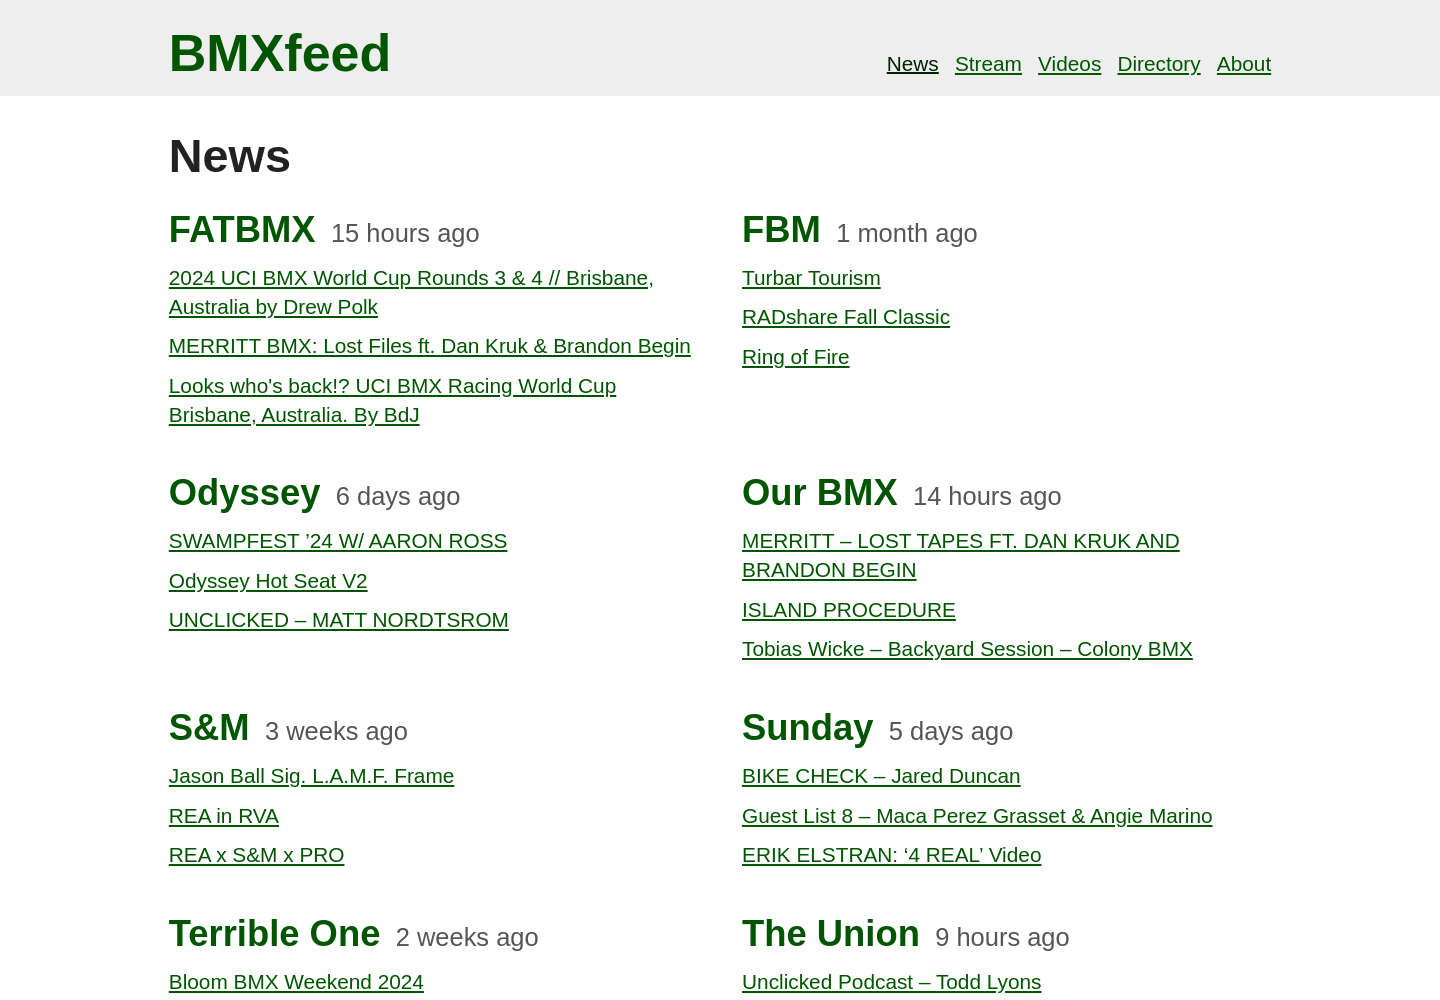 BMXfeed
News Stream Videos Directory About
News
FATBMX 15 hours ago
2024 UCI BMX World Cup Rounds 3 & 4 // Brisbane,
Australia by Drew Polk
MERRITT BMX: Lost Files ft. Dan Kruk & Brandon Begin
Looks who's back!? UCI BMX Racing World Cup
Brisbane, Australia. By BdJ
FBM 1 month ago
Turbar Tourism
RADshare Fall Classic
Ring of Fire
Odyssey 6 days ago
SWAMPFEST ’24 W/ AARON ROSS
Odyssey Hot Seat V2
UNCLICKED – MATT NORDTSROM
Our BMX 14 hours ago
MERRITT – LOST TAPES FT. DAN KRUK AND
BRANDON BEGIN
ISLAND PROCEDURE
Tobias Wicke – Backyard Session – Colony BMX
S&M 3 weeks ago
Jason Ball Sig. L.A.M.F. Frame
REA in RVA
REA x S&M x PRO
Sunday 5 days ago
BIKE CHECK – Jared Duncan
Guest List 8 – Maca Perez Grasset & Angie Marino
ERIK ELSTRAN: ‘4 REAL’ Video
Terrible One 2 weeks ago
Bloom BMX Weekend 2024
The Union 9 hours ago
Unclicked Podcast – Todd Lyons